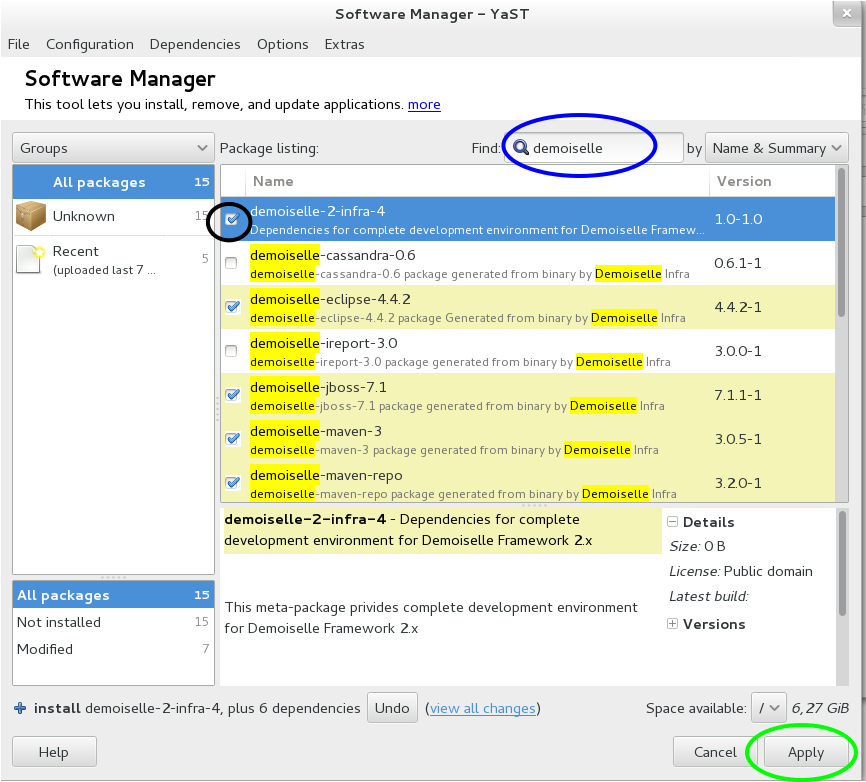 Software Manager - YaST
File Configuration Dependencies Options Extras
Software Manager
This tool lets you install, remove, and update applications. more
Groups
Package listing:
Find: demoiselle by Name & Summary
All packages 15
Unknown 15
Recent 5
(uploaded last 7 ...
Name Version
demoiselle-2-infra-4 1.0-1.0
Dependencies for complete development environment for Demoiselle Framew...
demoiselle-cassandra-0.6 0.6.1-1
demoiselle-cassandra-0.6 package generated from binary by Demoiselle Infra
demoiselle-eclipse-4.4.2 4.4.2-1
demoiselle-eclipse-4.4.2 package Generated from binary by Demoiselle Infra
demoiselle-ireport-3.0 3.0.0-1
demoiselle-ireport-3.0 package generated from binary by Demoiselle Infra
demoiselle-jboss-7.1 7.1.1-1
demoiselle-jboss-7.1 package generated from binary by Demoiselle Infra
demoiselle-maven-3 3.0.5-1
demoiselle-maven-3 package generated from binary by Demoiselle Infra
demoiselle-maven-repo 3.2.0-1
demoiselle-maven-repo package generated from binary by Demoiselle Infra
All packages 15
Not installed 15
Modified 7
demoiselle-2-infra-4 - Dependencies for complete
development environment for Demoiselle Framework 2.x
This meta-package privides complete development environment
for Demoiselle Framework 2.x
Details
Size: 0 B
License: Public domain
Latest build:
Versions
install demoiselle-2-infra-4, plus 6 dependencies Undo (view all changes) Space available: / 6,27 GiB
Help Cancel Apply